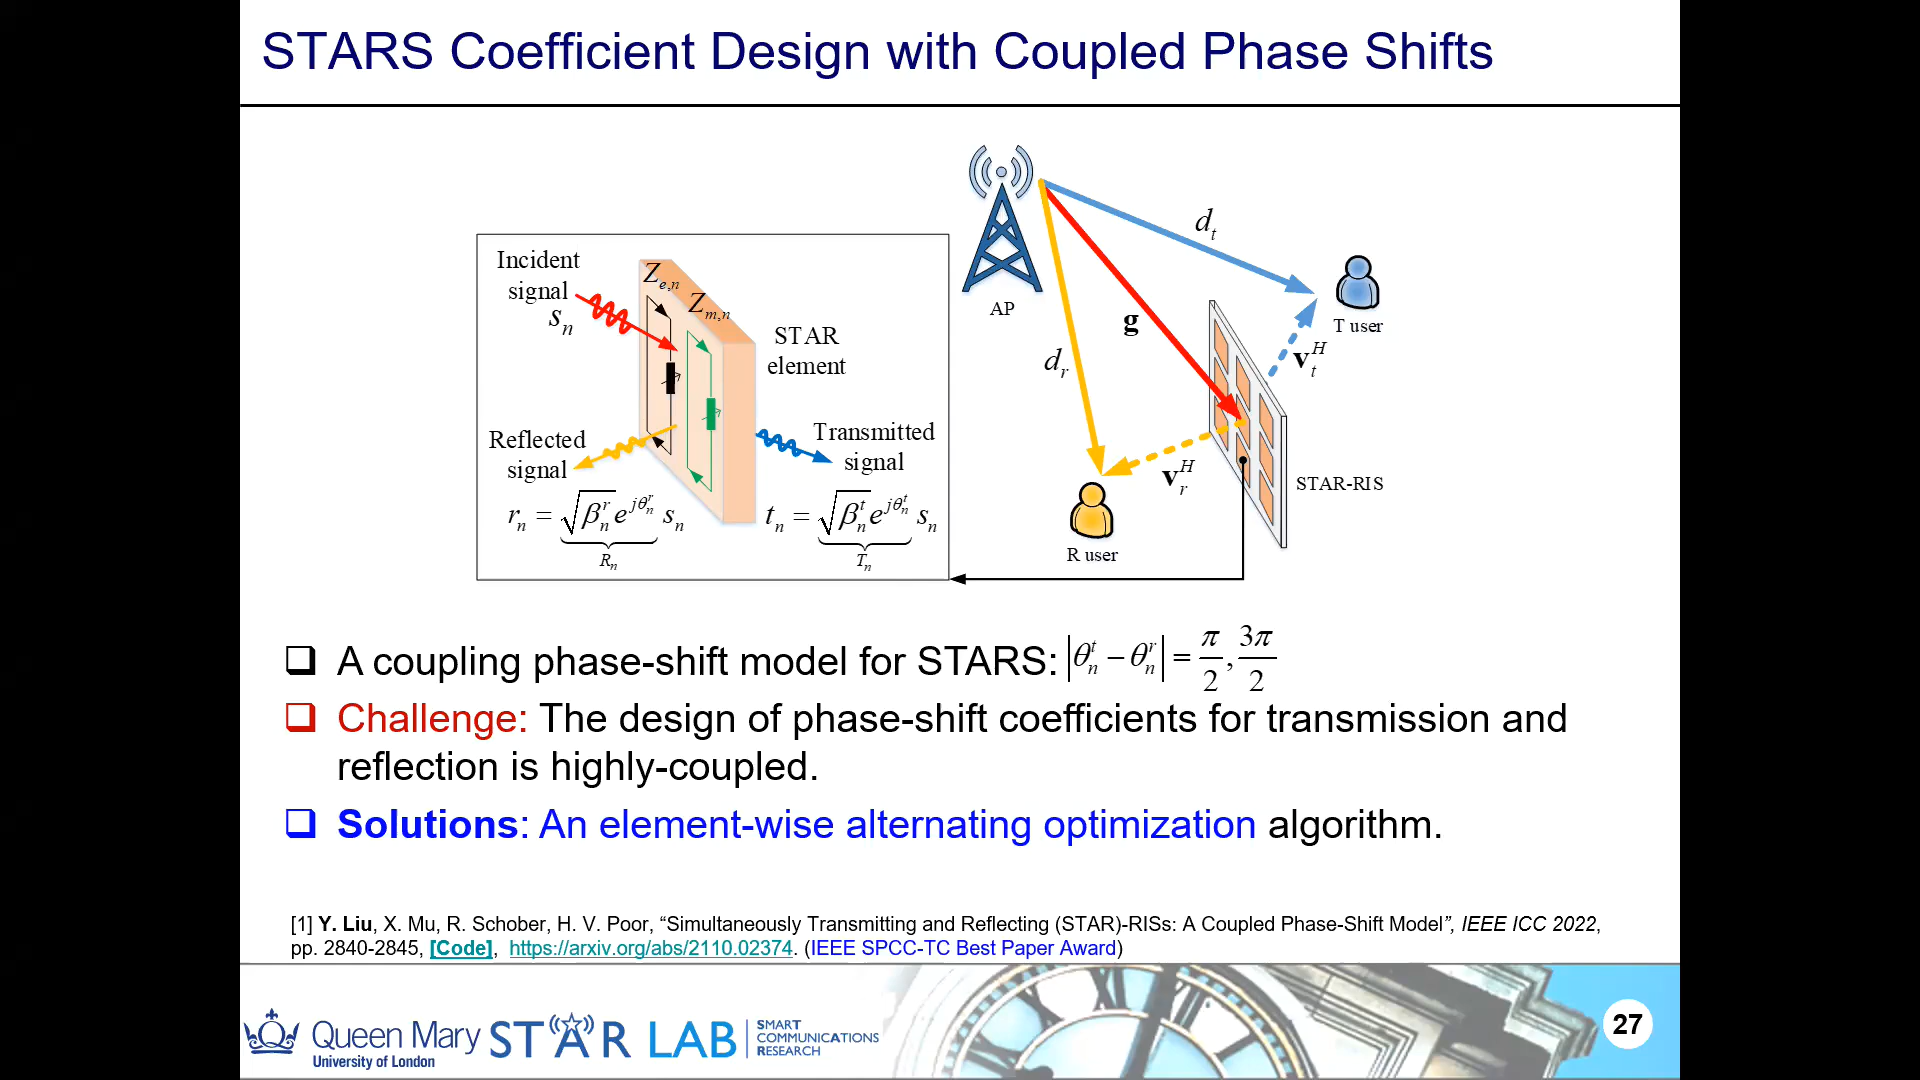 STARS Coefficient Design with Coupled Phase Shifts
Incident
signal
s_n
Z_{e,n}
Z_{m,n}
STAR
element
Reflected
signal
Transmitted
signal
r_n = √(β_n^r) e^{jθ_n^r} s_n
R_n
t_n = √(β_n^t) e^{jθ_n^t} s_n
T_n
AP
d_t
T user
g
d_r
v_t^H
v_r^H
STAR-RIS
R user
❑ A coupling phase-shift model for STARS: |θ_n^t − θ_n^r| = π/2, 3π/2
❑ Challenge: The design of phase-shift coefficients for transmission and
reflection is highly-coupled.
❑ Solutions: An element-wise alternating optimization algorithm.
[1] Y. Liu, X. Mu, R. Schober, H. V. Poor, “Simultaneously Transmitting and Reflecting (STAR)-RISs: A Coupled Phase-Shift Model”, IEEE ICC 2022,
pp. 2840-2845, [Code], https://arxiv.org/abs/2110.02374. (IEEE SPCC-TC Best Paper Award)
Queen Mary
University of London
STAR LAB
SMART
COMMUNICATIONS
RESEARCH
27